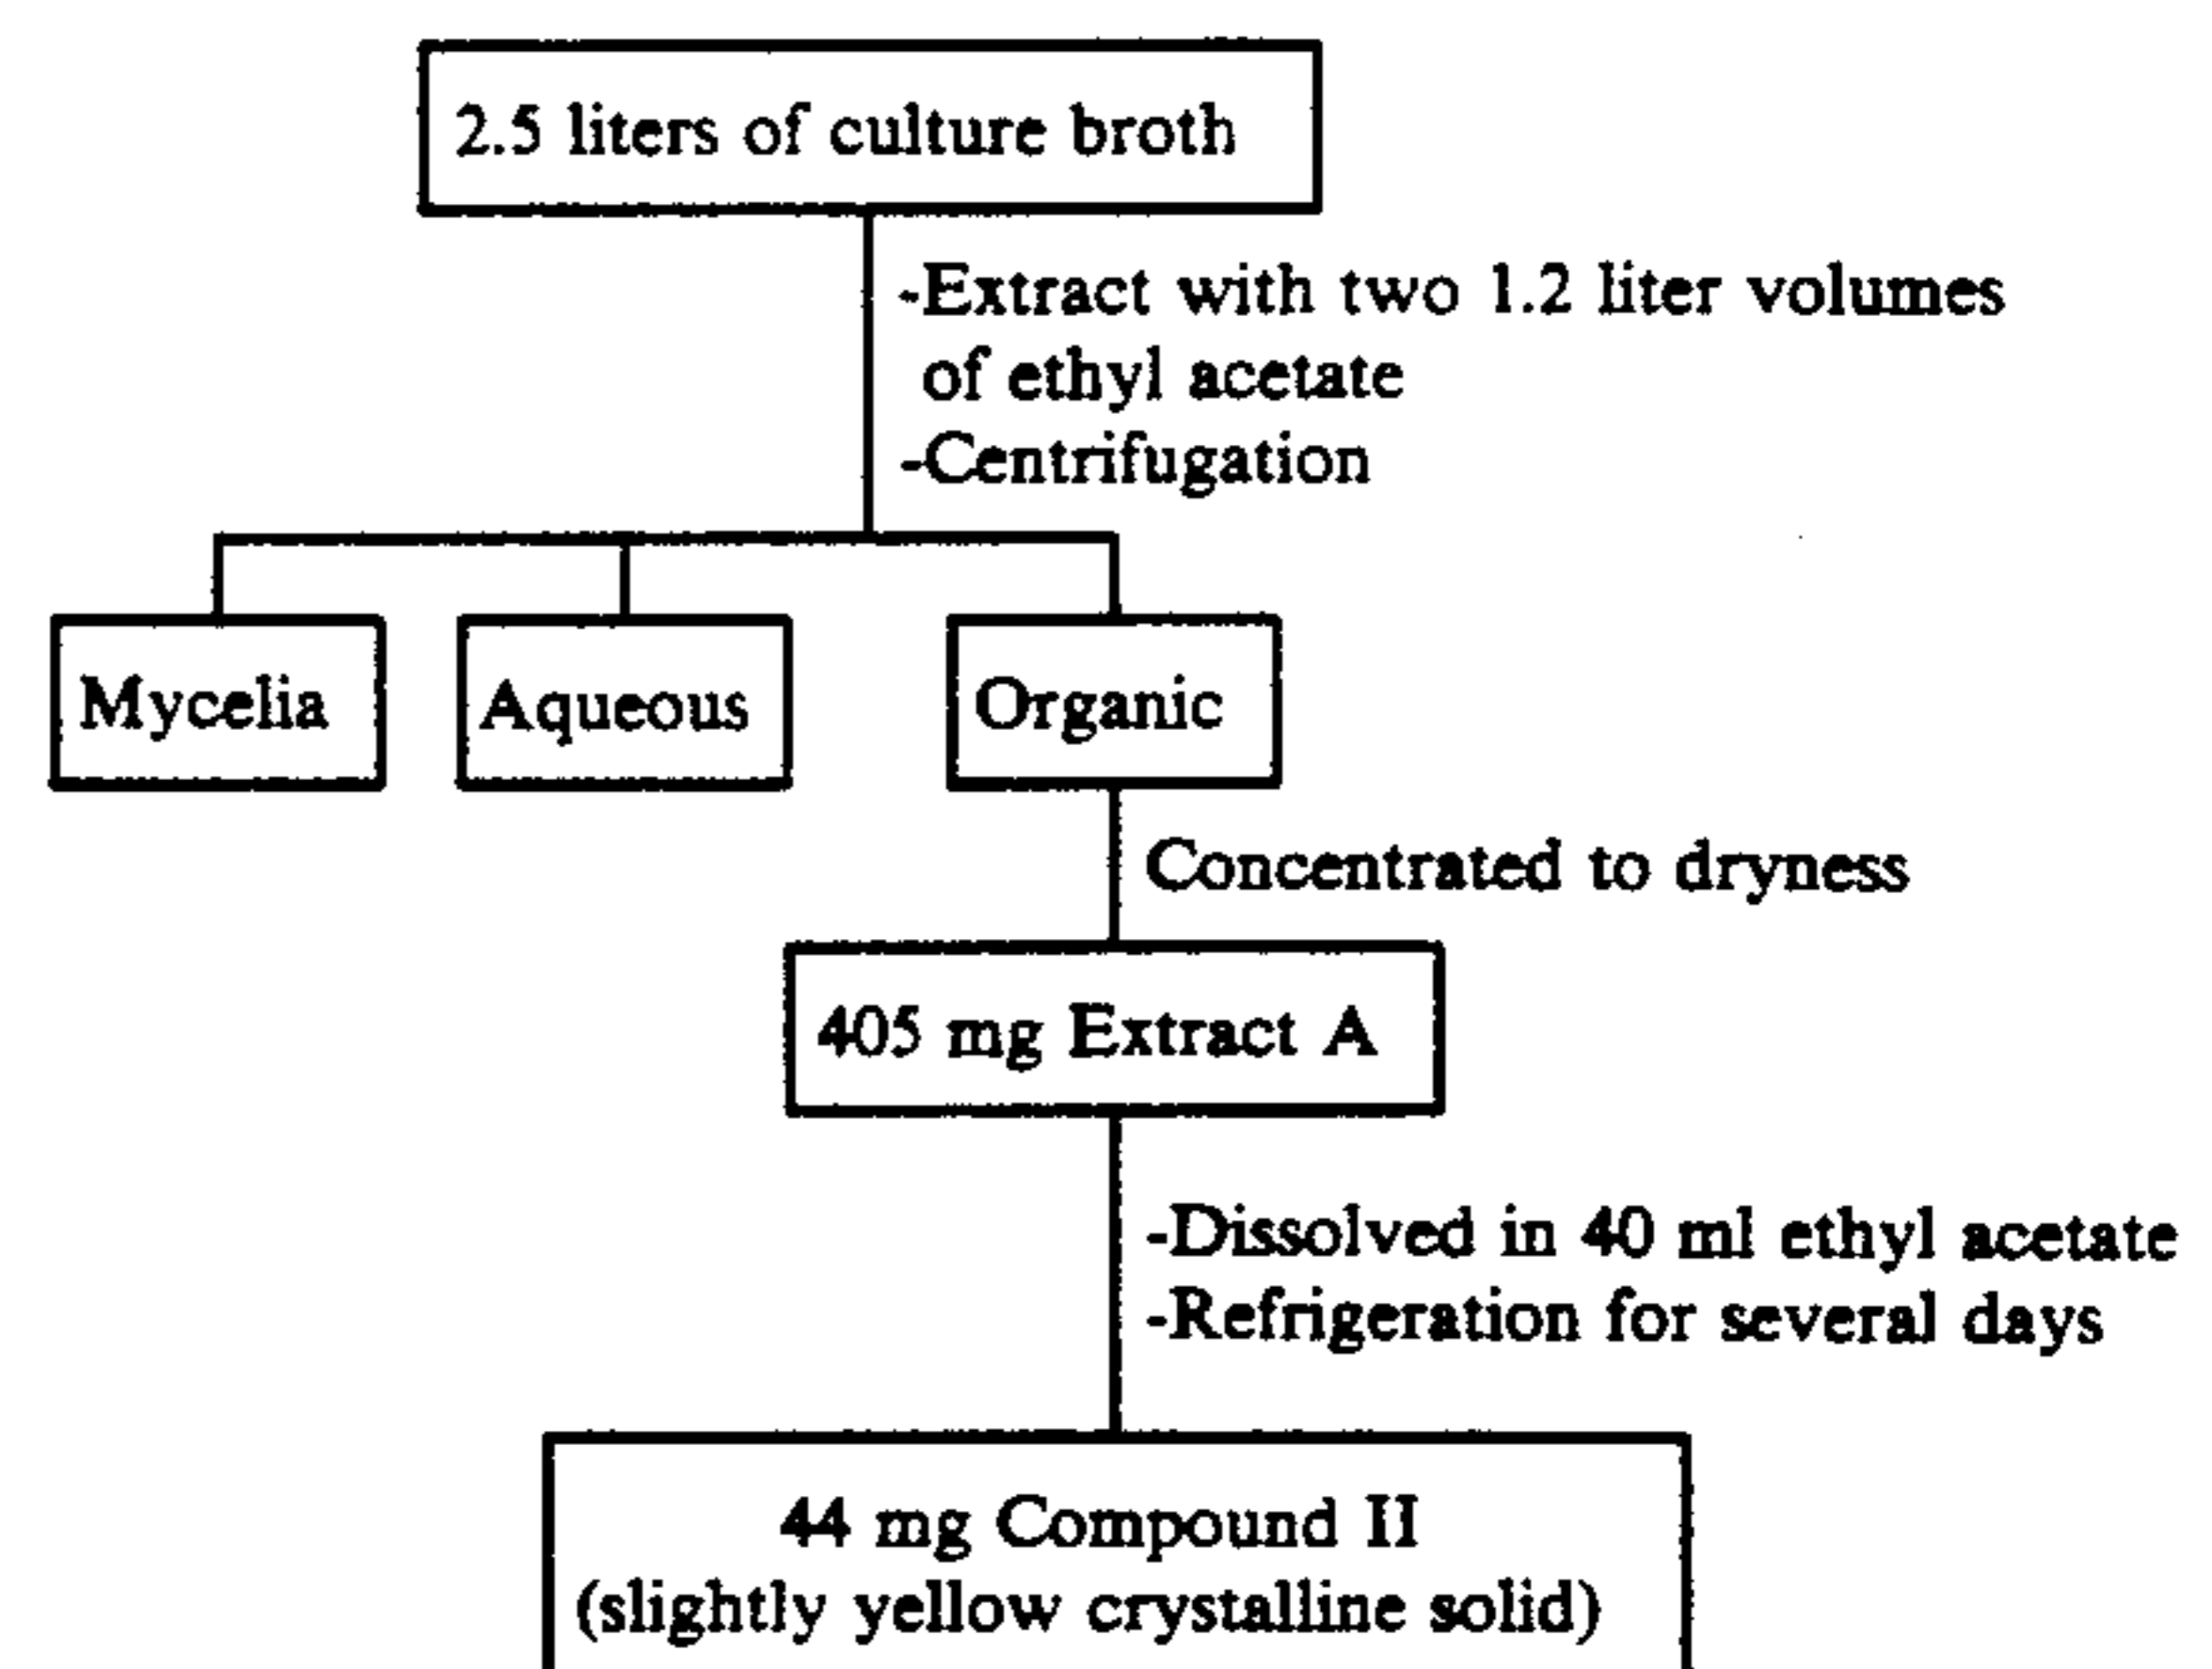 2.5 liters of culture broth
-Extract with two 1.2 liter volumes
of ethyl acetate
-Centrifugation
Mycelia
Aqueous
Organic
Concentrated to dryness
405 mg Extract A
-Dissolved in 40 ml ethyl acetate
-Refrigeration for several days
44 mg Compound II
(slightly yellow crystalline solid)